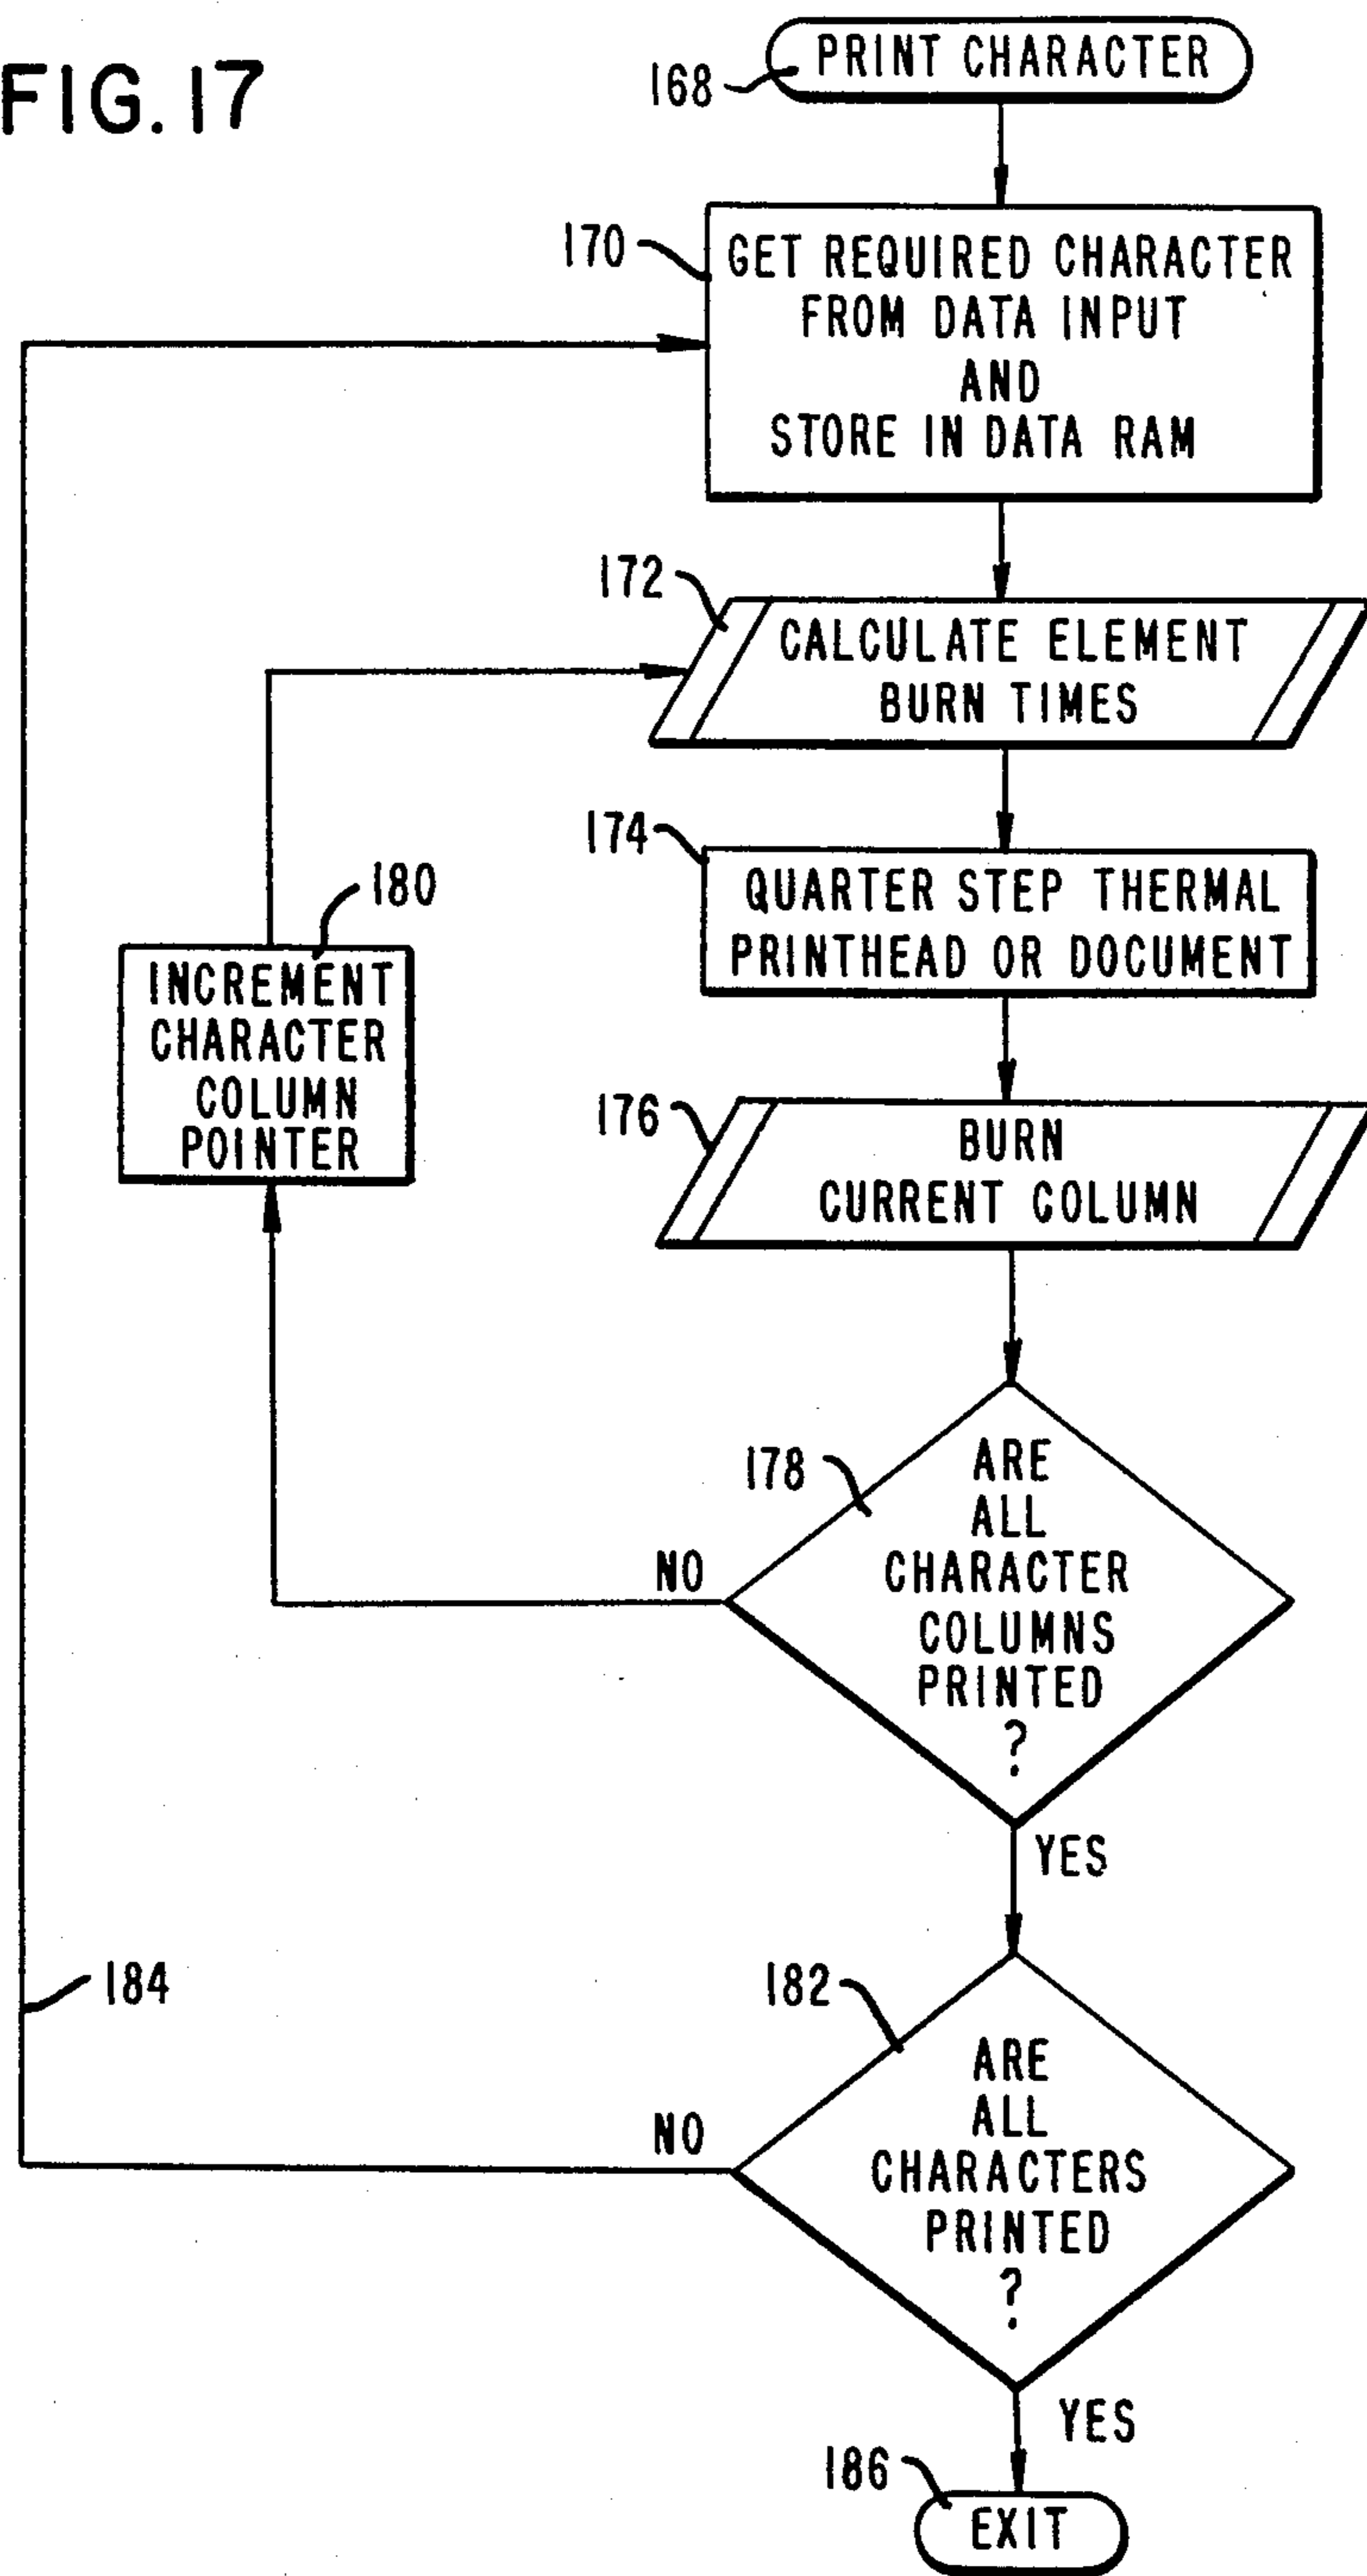 FIG. 17
PRINT CHARACTER
168
170
GET REQUIRED CHARACTER
FROM DATA INPUT
AND
STORE IN DATA RAM
172
CALCULATE ELEMENT
BURN TIMES
174
QUARTER STEP THERMAL
PRINTHEAD OR DOCUMENT
180
INCREMENT
CHARACTER
COLUMN
POINTER
176
BURN
CURRENT COLUMN
178
ARE
ALL
CHARACTER
COLUMNS
PRINTED
?
NO
YES
184
182
ARE
ALL
CHARACTERS
PRINTED
?
NO
YES
186
EXIT